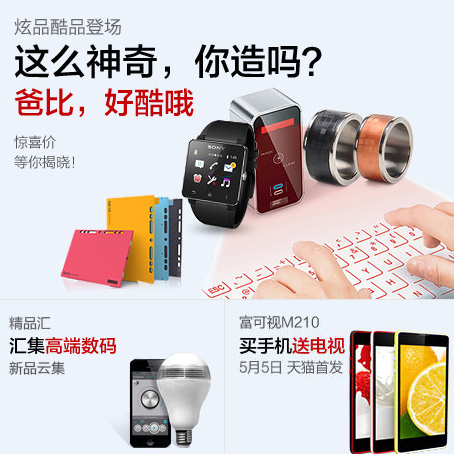 炫品酷品登场
这么神奇，你造吗？
爸比，好酷哦
惊喜价
等你揭晓！
SONY
ESC
精品汇
汇集高端数码
新品云集
富可视M210
买手机送电视
5月5日 天猫首发